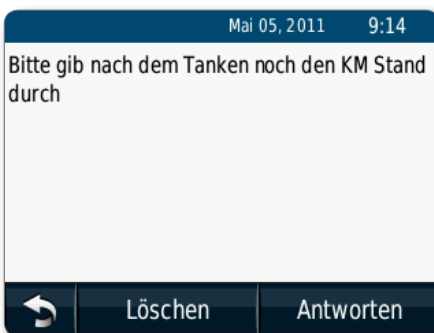 Mai 05, 2011 9:14
Bitte gib nach dem Tanken noch den KM Stand
durch
Löschen Antworten